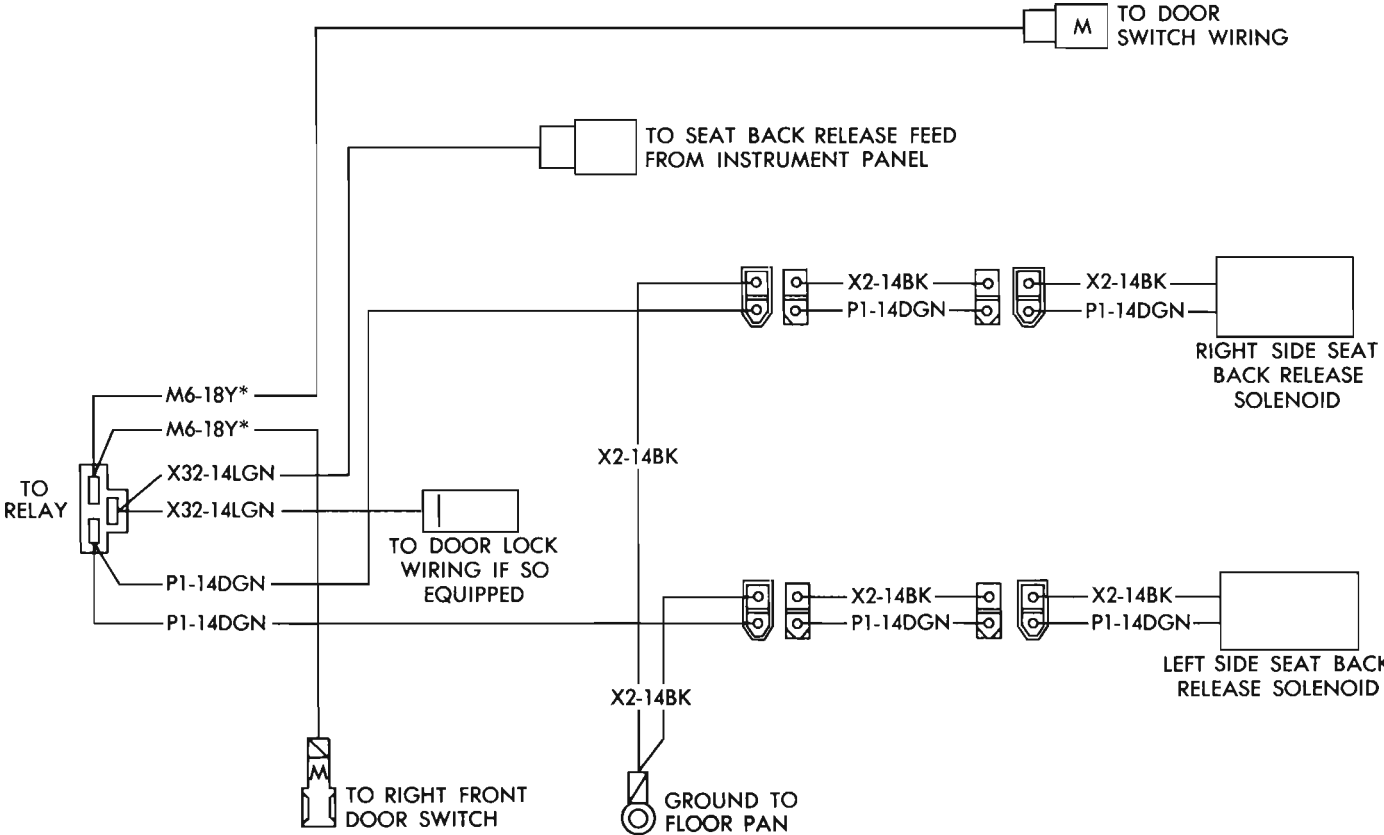 M
TO DOOR
SWITCH WIRING
TO SEAT BACK RELEASE FEED
FROM INSTRUMENT PANEL
X2-14BK
X2-14BK
P1-14DGN
P1-14DGN
RIGHT SIDE SEAT
BACK RELEASE
SOLENOID
M6-18Y*
M6-18Y*
X2-14BK
X32-14LGN
TO
RELAY
X32-14LGN
TO DOOR LOCK
WIRING IF SO
EQUIPPED
P1-14DGN
P1-14DGN
X2-14BK
X2-14BK
P1-14DGN
P1-14DGN
LEFT SIDE SEAT BACK
RELEASE SOLENOID
X2-14BK
M
TO RIGHT FRONT
DOOR SWITCH
GROUND TO
FLOOR PAN